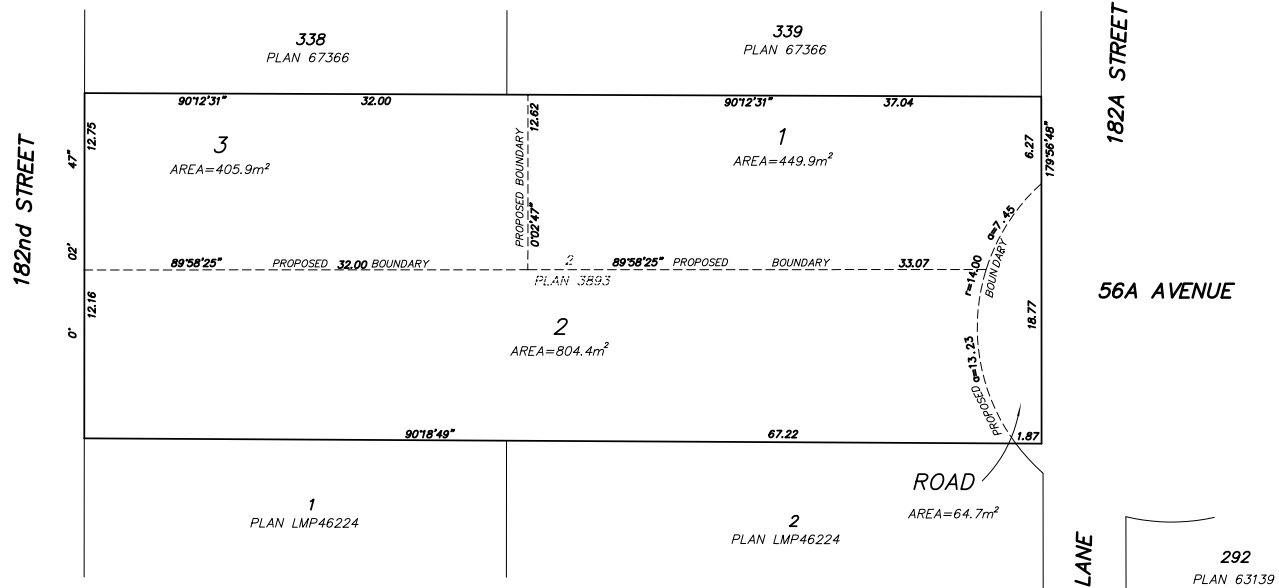 338
PLAN 67366
339
PLAN 67366
182A STREET
90°12'31"
32.00
90°12'31"
37.04
182nd STREET
12.75
0° 02' 47"
12.16
3
AREA=405.9m²
PROPOSED BOUNDARY
12.62
0°02'47"
1
AREA=449.9m²
6.27
179°56'48"
89°58'25"
PROPOSED
32.00
BOUNDARY
2
PLAN 3893
89°58'25"
PROPOSED
BOUNDARY
33.07
a=7.45
r=14.00
BOUNDARY
a=13.23
PROPOSED
18.77
56A AVENUE
2
AREA=804.4m²
90°18'49"
67.22
1.87
1
PLAN LMP46224
2
PLAN LMP46224
ROAD
AREA=64.7m²
LANE
292
PLAN 63139